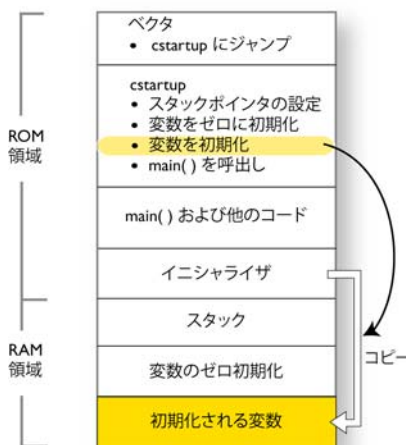 ベクタ
• cstartup にジャンプ
cstartup
• スタックポインタの設定
• 変数をゼロに初期化
• 変数を初期化
• main( ) を呼出し
ROM
領域
main( ) および他のコード
イニシャライザ
スタック
RAM
領域
コピー
変数のゼロ初期化
初期化される変数